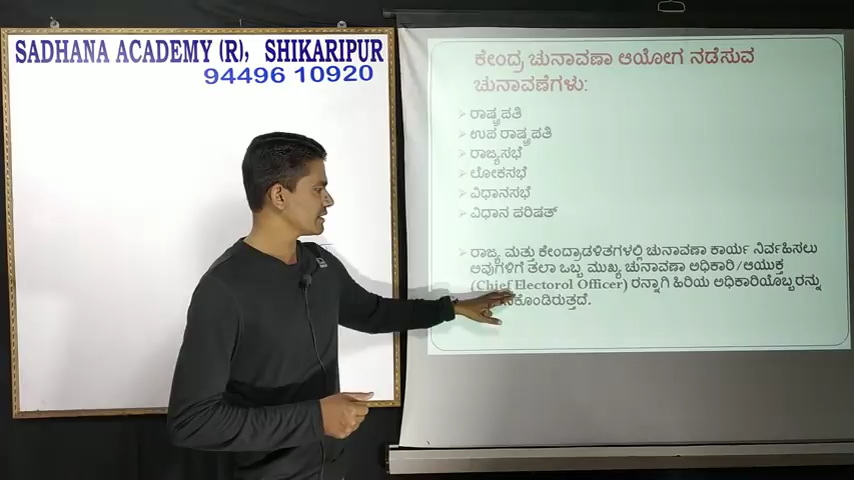 SADHANA ACADEMY (R), SHIKARIPUR
94496 10920
ಕೇಂದ್ರ ಚುನಾವಣಾ ಆಯೋಗ ನಡೆಸುವ
ಚುನಾವಣೆಗಳು:
ರಾಷ್ಟ್ರಪತಿ
ಉಪ ರಾಷ್ಟ್ರಪತಿ
ರಾಜ್ಯಸಭೆ
ಲೋಕಸಭೆ
ವಿಧಾನಸಭೆ
ವಿಧಾನ ಪರಿಷತ್
ರಾಜ್ಯ ಮತ್ತು ಕೇಂದ್ರಾಡಳಿತಗಳಲ್ಲಿ ಚುನಾವಣಾ ಕಾರ್ಯ ನಿರ್ವಹಿಸಲು
ಅವುಗಳಿಗೆ ತಲಾ ಒಬ್ಬ ಮುಖ್ಯ ಚುನಾವಣಾ ಅಧಿಕಾರಿ/ಆಯುಕ್ತ
(Chief Electorol Officer) ರನ್ನಾಗಿ ಹಿರಿಯ ಅಧಿಕಾರಿಯೊಬ್ಬರನ್ನು